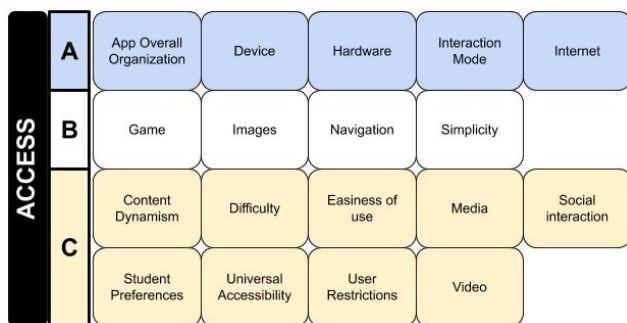 ACCESS
A
App Overall
Organization
Device
Hardware
Interaction
Mode
Internet
B
Game
Images
Navigation
Simplicity
C
Content
Dynamism
Difficulty
Easiness of
use
Media
Social
interaction
Student
Preferences
Universal
Accessibility
User
Restrictions
Video